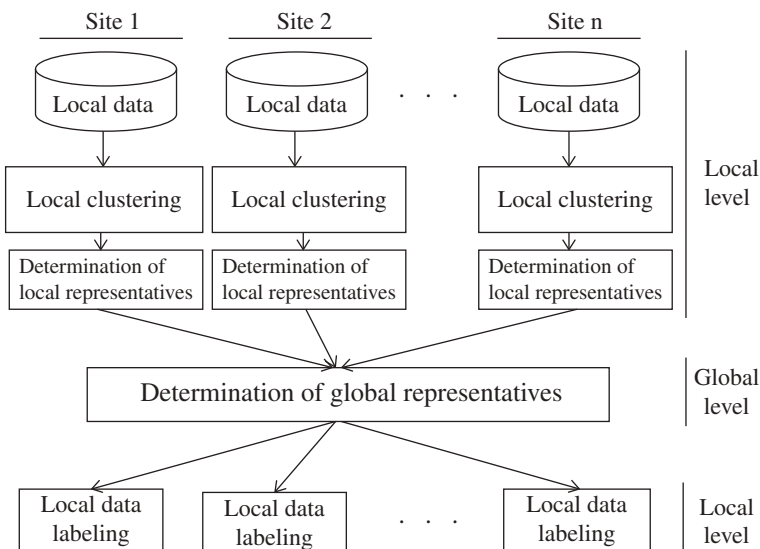 Site 1
Site 2
Site n
Local data
Local data
. . .
Local data
Local clustering
Local clustering
Local clustering
Local
level
Determination of
local representatives
Determination of
local representatives
Determination of
local representatives
Determination of global representatives
Global
level
Local data
labeling
Local data
labeling
. . .
Local data
labeling
Local
level